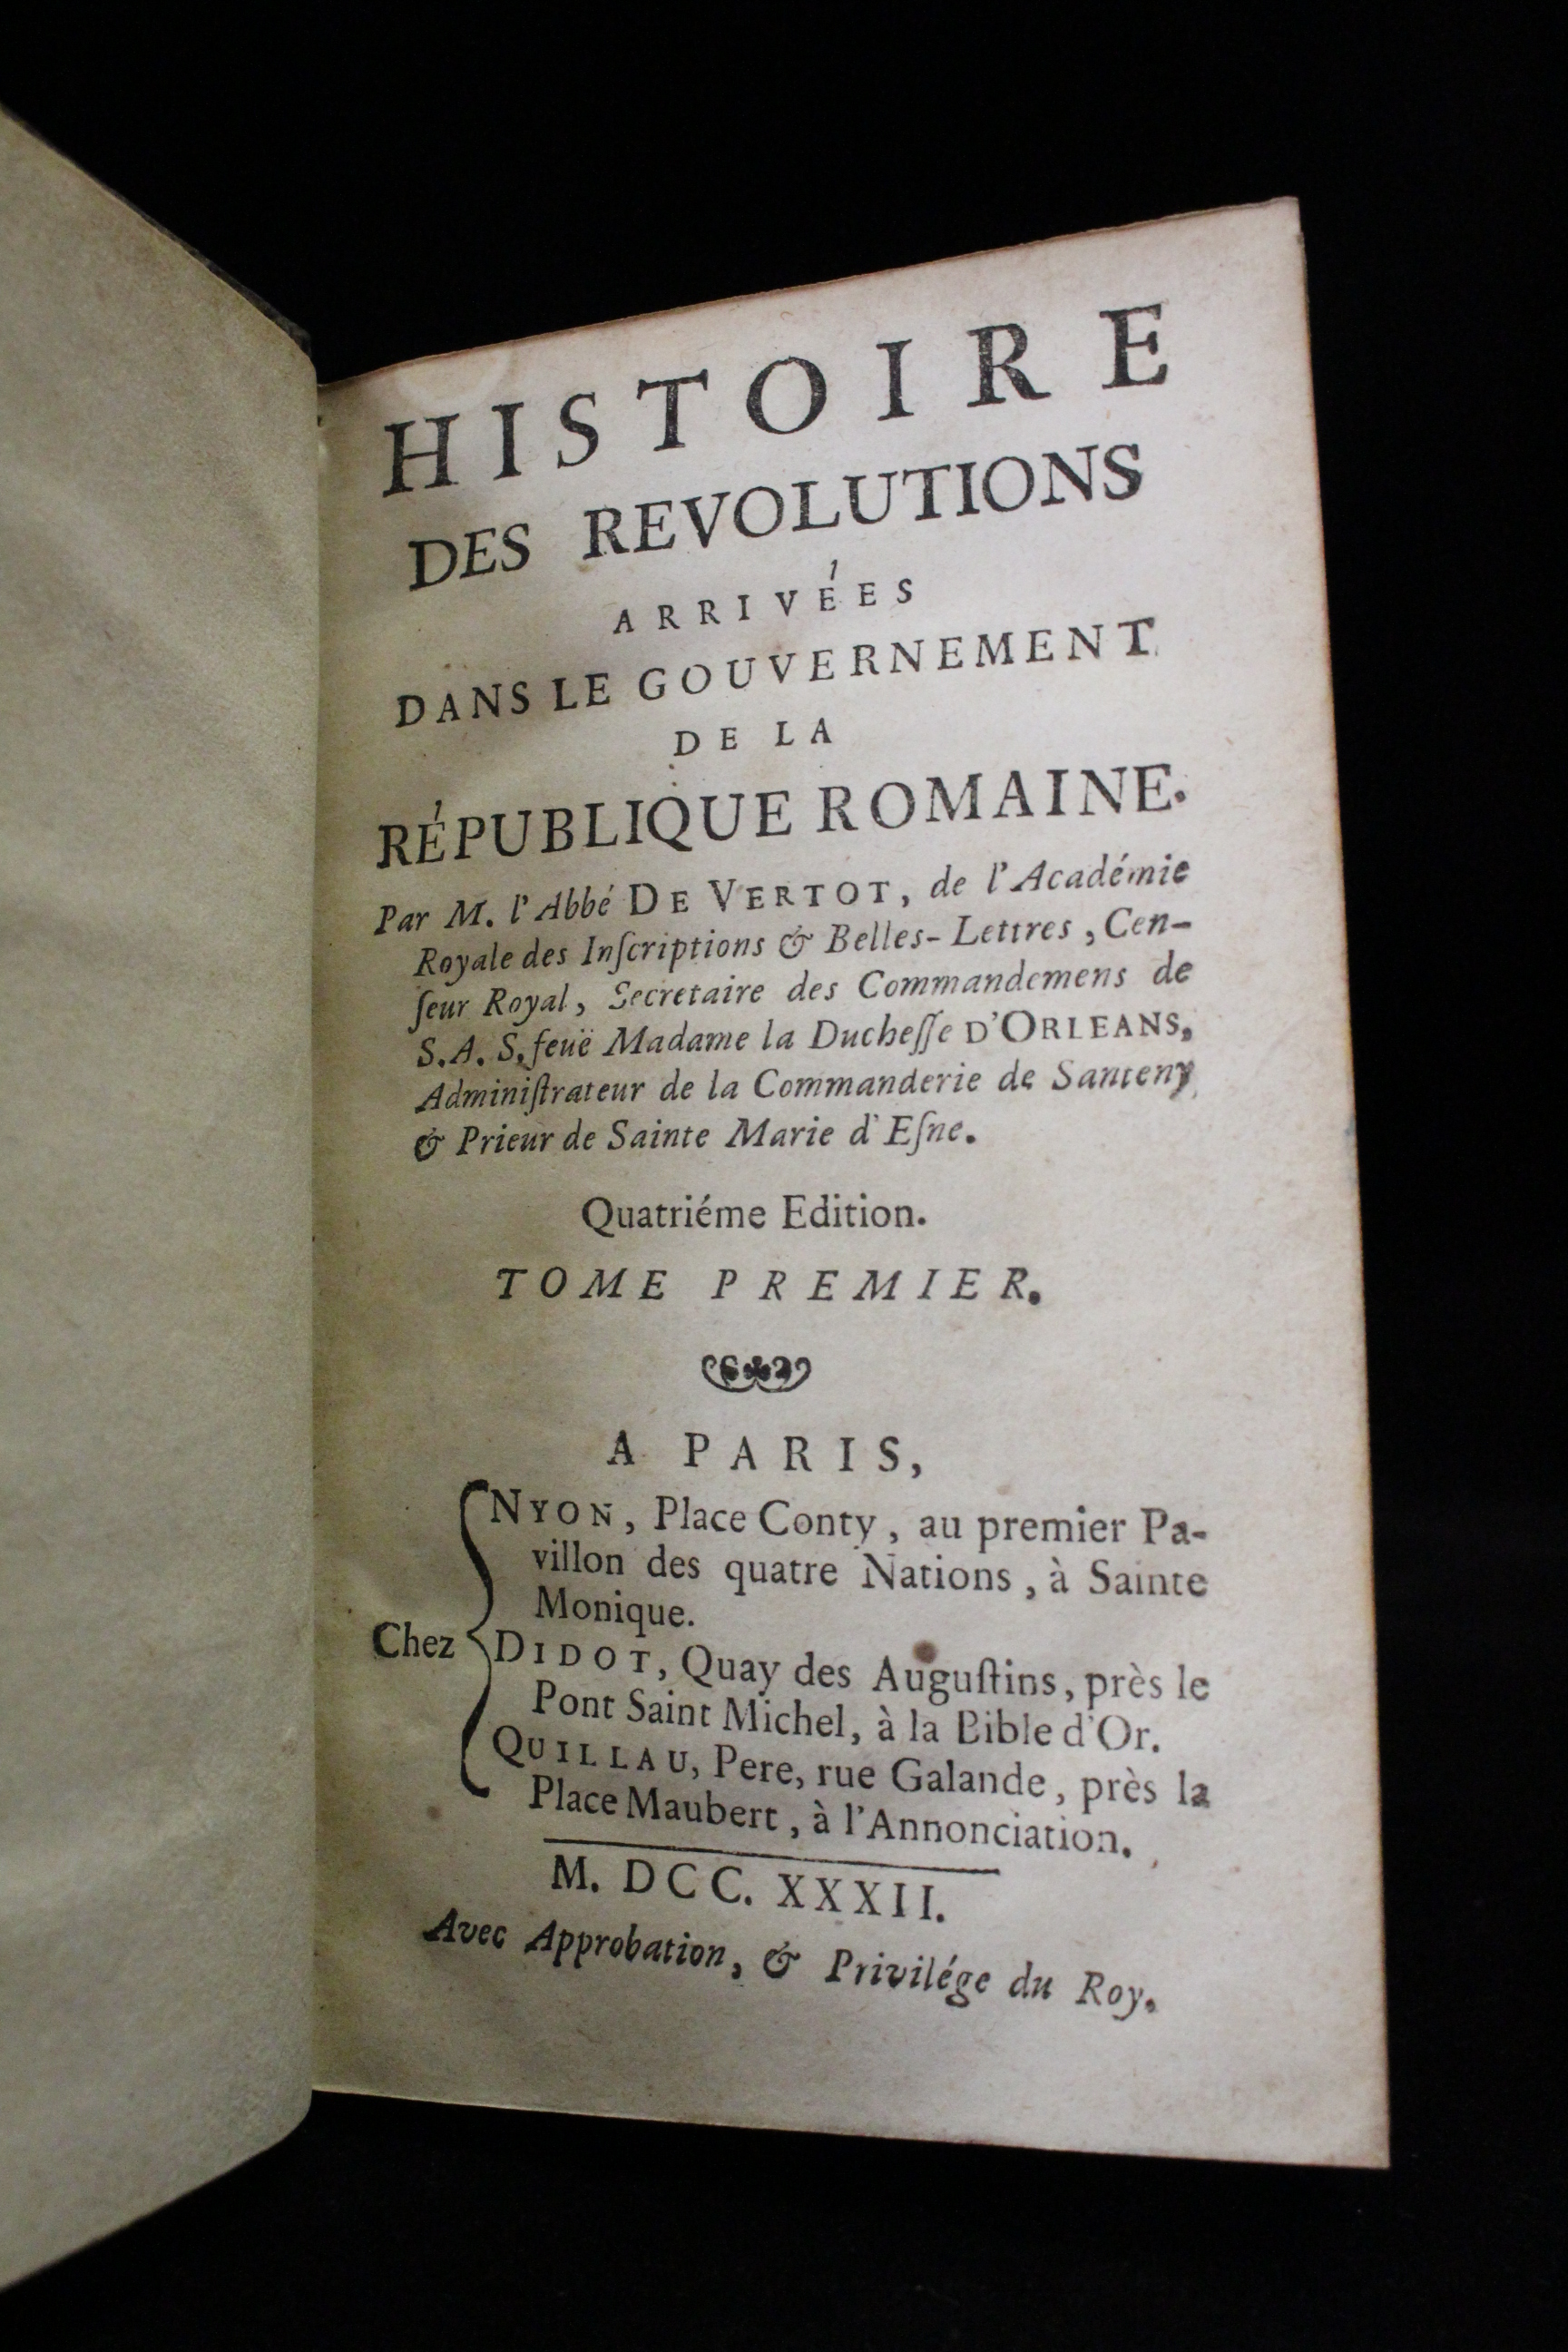 HISTOIRE
DES REVOLUTIONS
ARRIVÉES
DANS LE GOUVERNEMENT
DE LA
RÉPUBLIQUE ROMAINE.
Par M. l'Abbé DE VERTOT, de l'Académie
Royale des Inſcriptions & Belles-Lettres, Cen-
ſeur Royal, Secretaire des Commandemens de
S.A.S. feuë Madame la Ducheſſe D'ORLEANS,
Adminiſtrateur de la Commanderie de Santeny
& Prieur de Sainte Marie d'Eſne.
Quatriéme Edition.
TOME PREMIER.
A PARIS,
NYON, Place Conty, au premier Pa-
villon des quatre Nations, à Sainte
Monique.
Chez
DIDOT, Quay des Auguſtins, près le
Pont Saint Michel, à la Bible d'Or.
QUILLAU, Pere, rue Galande, près la
Place Maubert, à l'Annonciation.
M. DCC. XXXII.
Avec Approbation, & Privilége du Roy.